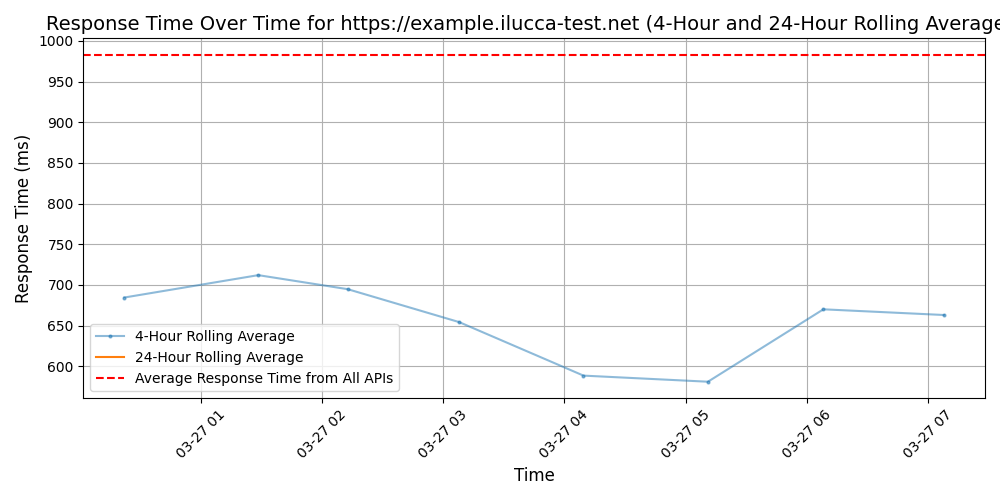 Response Time Over Time for https://example.ilucca-test.net (4-Hour and 24-Hour Rolling Average
Response Time (ms)
1000
950
900
850
800
750
700
650
600
4-Hour Rolling Average
24-Hour Rolling Average
Average Response Time from All APIs
03-27 01
03-27 02
03-27 03
03-27 04
03-27 05
03-27 06
03-27 07
Time